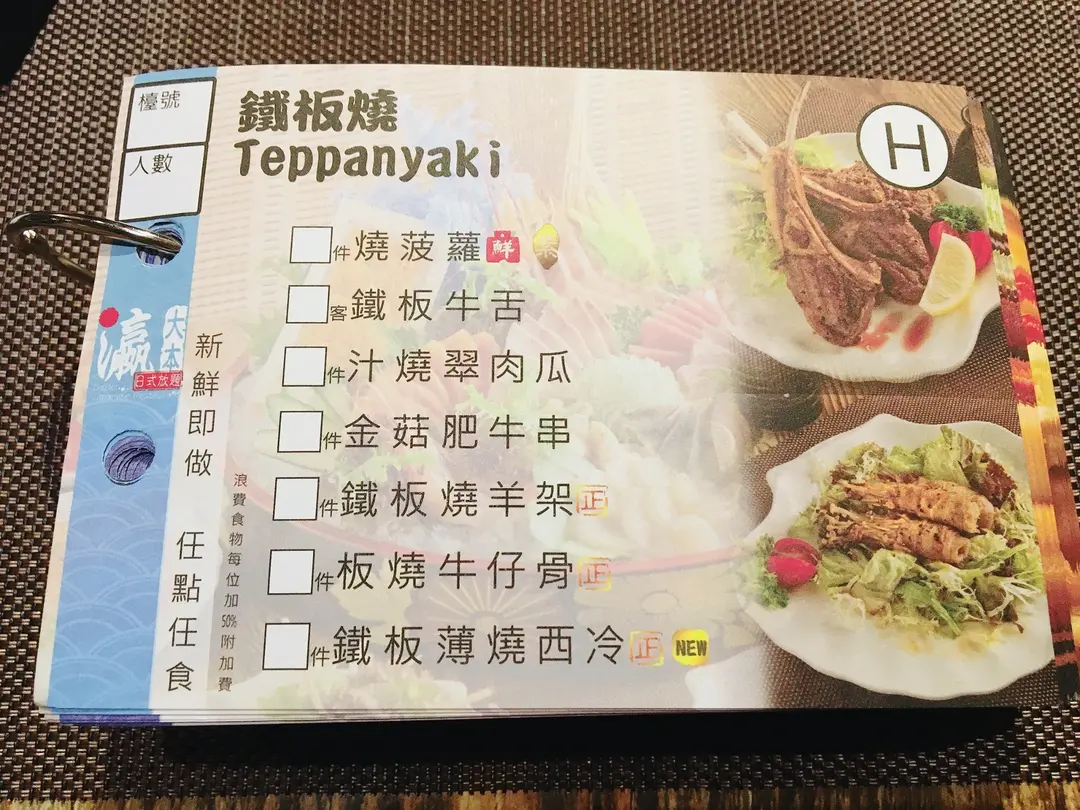 檯號
人數
鐵板燒
Teppanyaki
H
件燒菠蘿鮮素
客鐵板牛舌
件汁燒翠肉瓜
件金菇肥牛串
件鐵板燒羊架正
件板燒牛仔骨正
件鐵板薄燒西冷正NEW
瀛
大本
日式放題
新鮮即做 任點任食
浪費食物每位加50%附加費